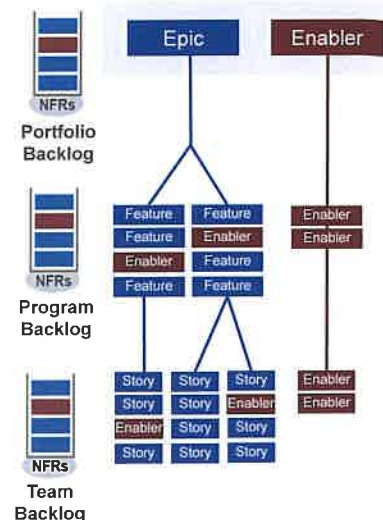 Epic
Enabler
NFRs
Portfolio
Backlog
Feature Feature
Feature Enabler
Enabler Feature
Feature Feature
Enabler
Enabler
NFRs
Program
Backlog
Story Story Story
Story Story Enabler
Enabler Story Story
Story Story Story
Enabler
Enabler
NFRs
Team
Backlog